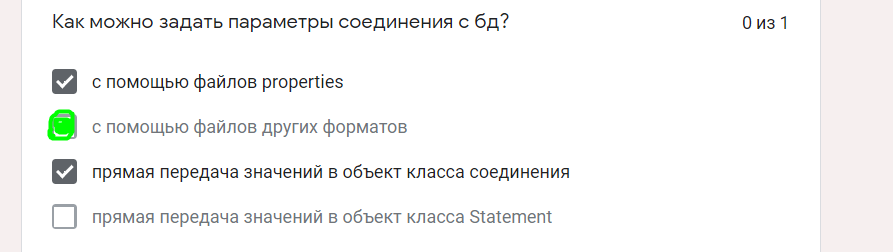 Как можно задать параметры соединения с бд?
0 из 1
с помощью файлов properties
с помощью файлов других форматов
прямая передача значений в объект класса соединения
прямая передача значений в объект класса Statement